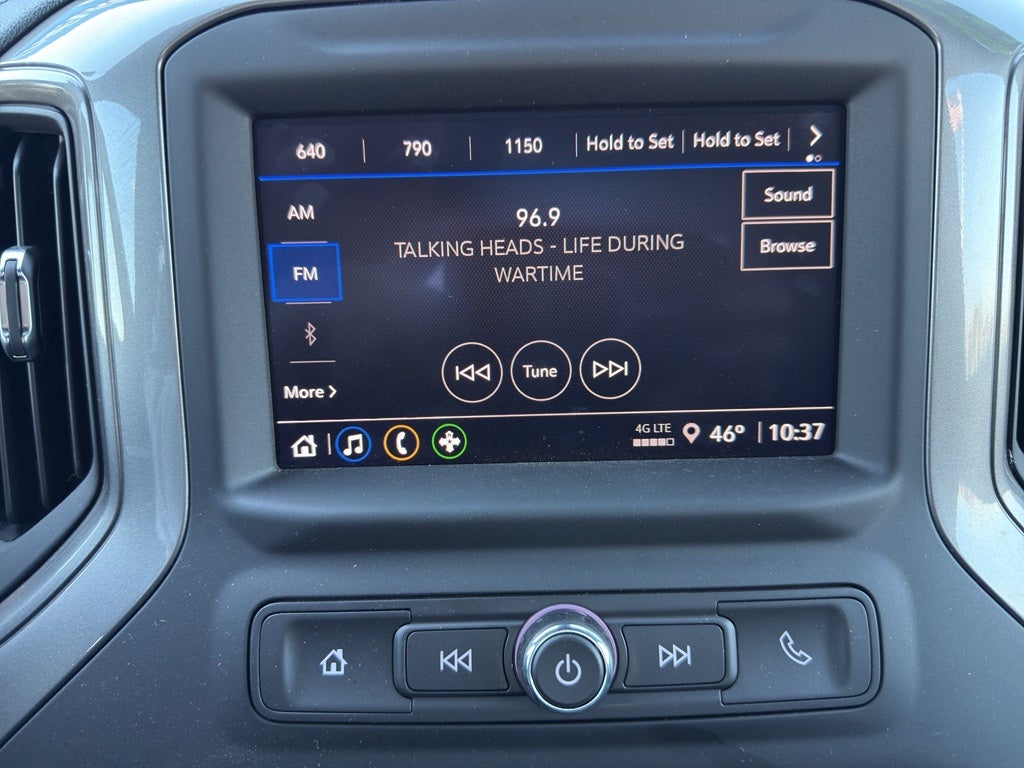 640 790 1150 Hold to Set Hold to Set
AM
96.9
Sound
TALKING HEADS - LIFE DURING
WARTIME
Browse
FM
More
Tune
4G LTE
46° 10:37